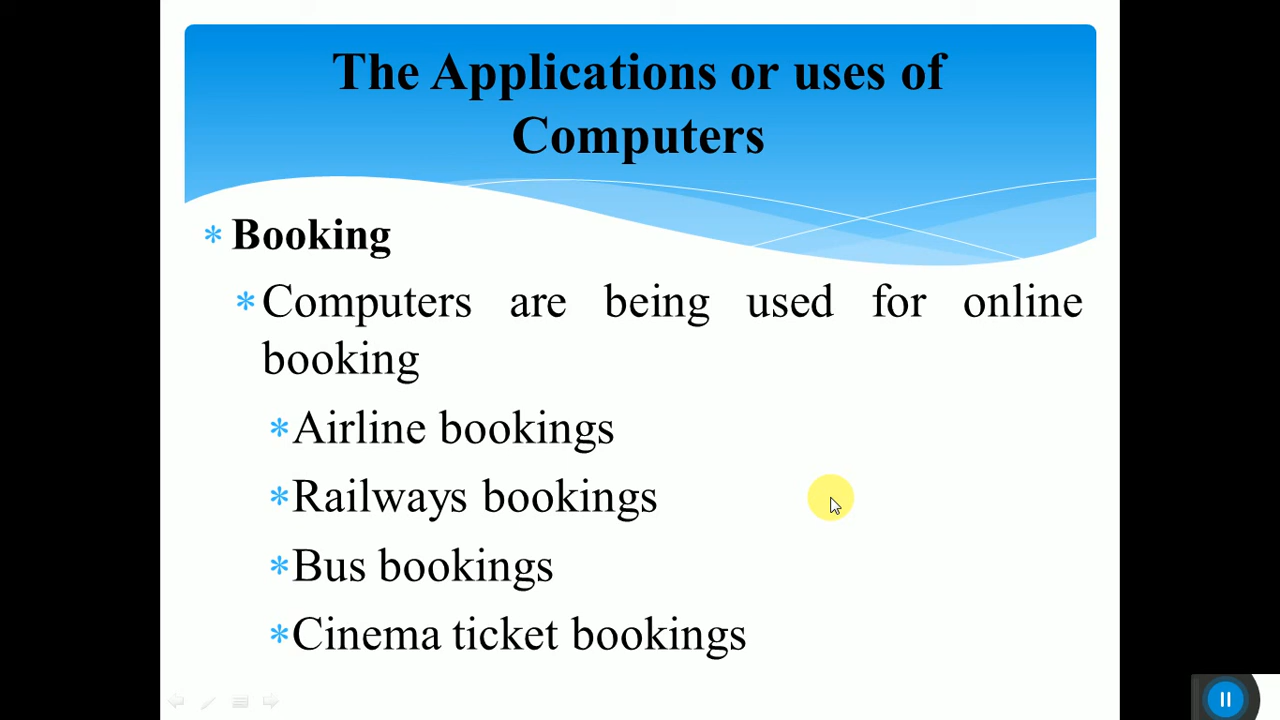 The Applications or uses of
Computers
* Booking
* Computers are being used for online
booking
* Airline bookings
* Railways bookings
* Bus bookings
* Cinema ticket bookings